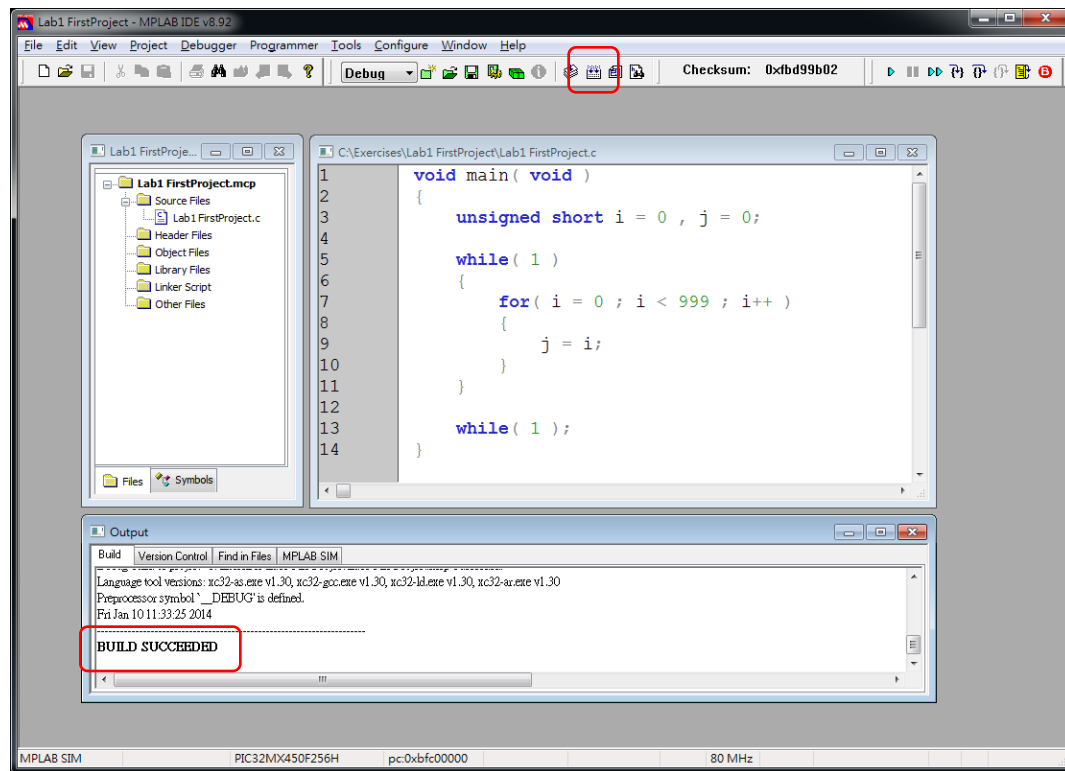 Lab1 FirstProject - MPLAB IDE v8.92
File Edit View Project Debugger Programmer Tools Configure Window Help
Debug Checksum: 0xfbd99b02
Lab1 FirstProje...
Lab1 FirstProject.mcp
Source Files
Lab1 FirstProject.c
Header Files
Object Files
Library Files
Linker Script
Other Files
Files Symbols
C:\Exercises\Lab1 FirstProject\Lab1 FirstProject.c
1 void main( void )
2 {
3 unsigned short i = 0 , j = 0;
4
5 while( 1 )
6 {
7 for( i = 0 ; i < 999 ; i++ )
8 {
9 j = i;
10 }
11 }
12
13 while( 1 );
14 }
Output
Build Version Control Find in Files MPLAB SIM
Language tool versions: xc32-as.exe v1.30, xc32-gcc.exe v1.30, xc32-ld.exe v1.30, xc32-ar.exe v1.30
Preprocessor symbol `__DEBUG' is defined.
Fri Jan 10 11:33:25 2014
----------------------------------------------------------------------
BUILD SUCCEEDED
MPLAB SIM PIC32MX450F256H pc:0xbfc00000 80 MHz